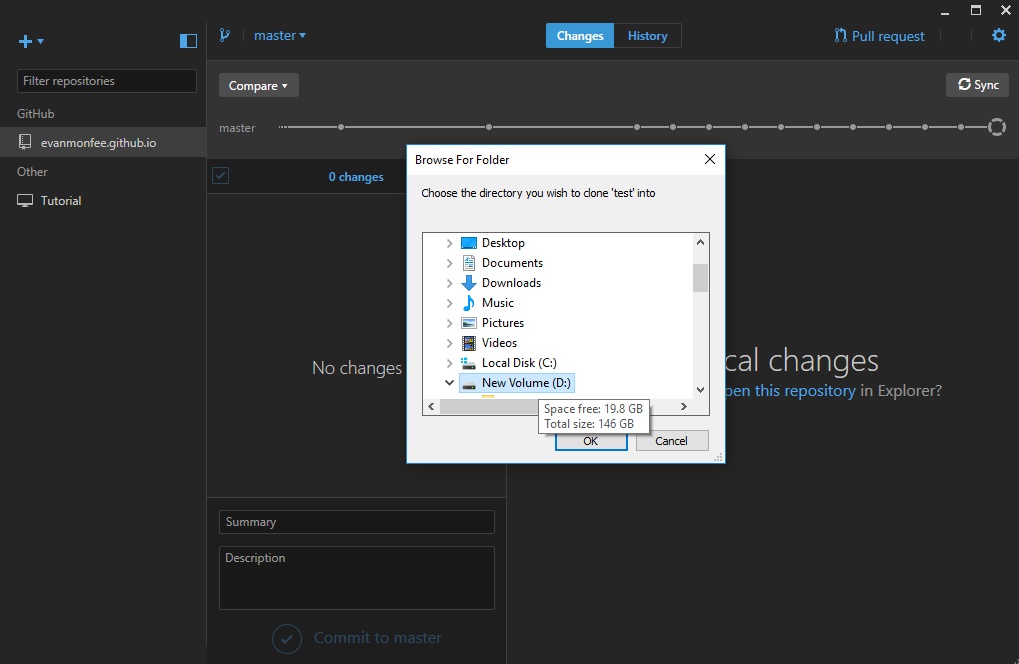 master
Changes
History
Pull request
Filter repositories
GitHub
evanmonfee.github.io
Other
Tutorial
Compare
Sync
master
0 changes
No changes
cal changes
pen this repository in Explorer?
Browse For Folder
Choose the directory you wish to clone 'test' into
Desktop
Documents
Downloads
Music
Pictures
Videos
Local Disk (C:)
New Volume (D:)
Space free: 19.8 GB
Total size: 146 GB
OK
Cancel
Summary
Description
Commit to master